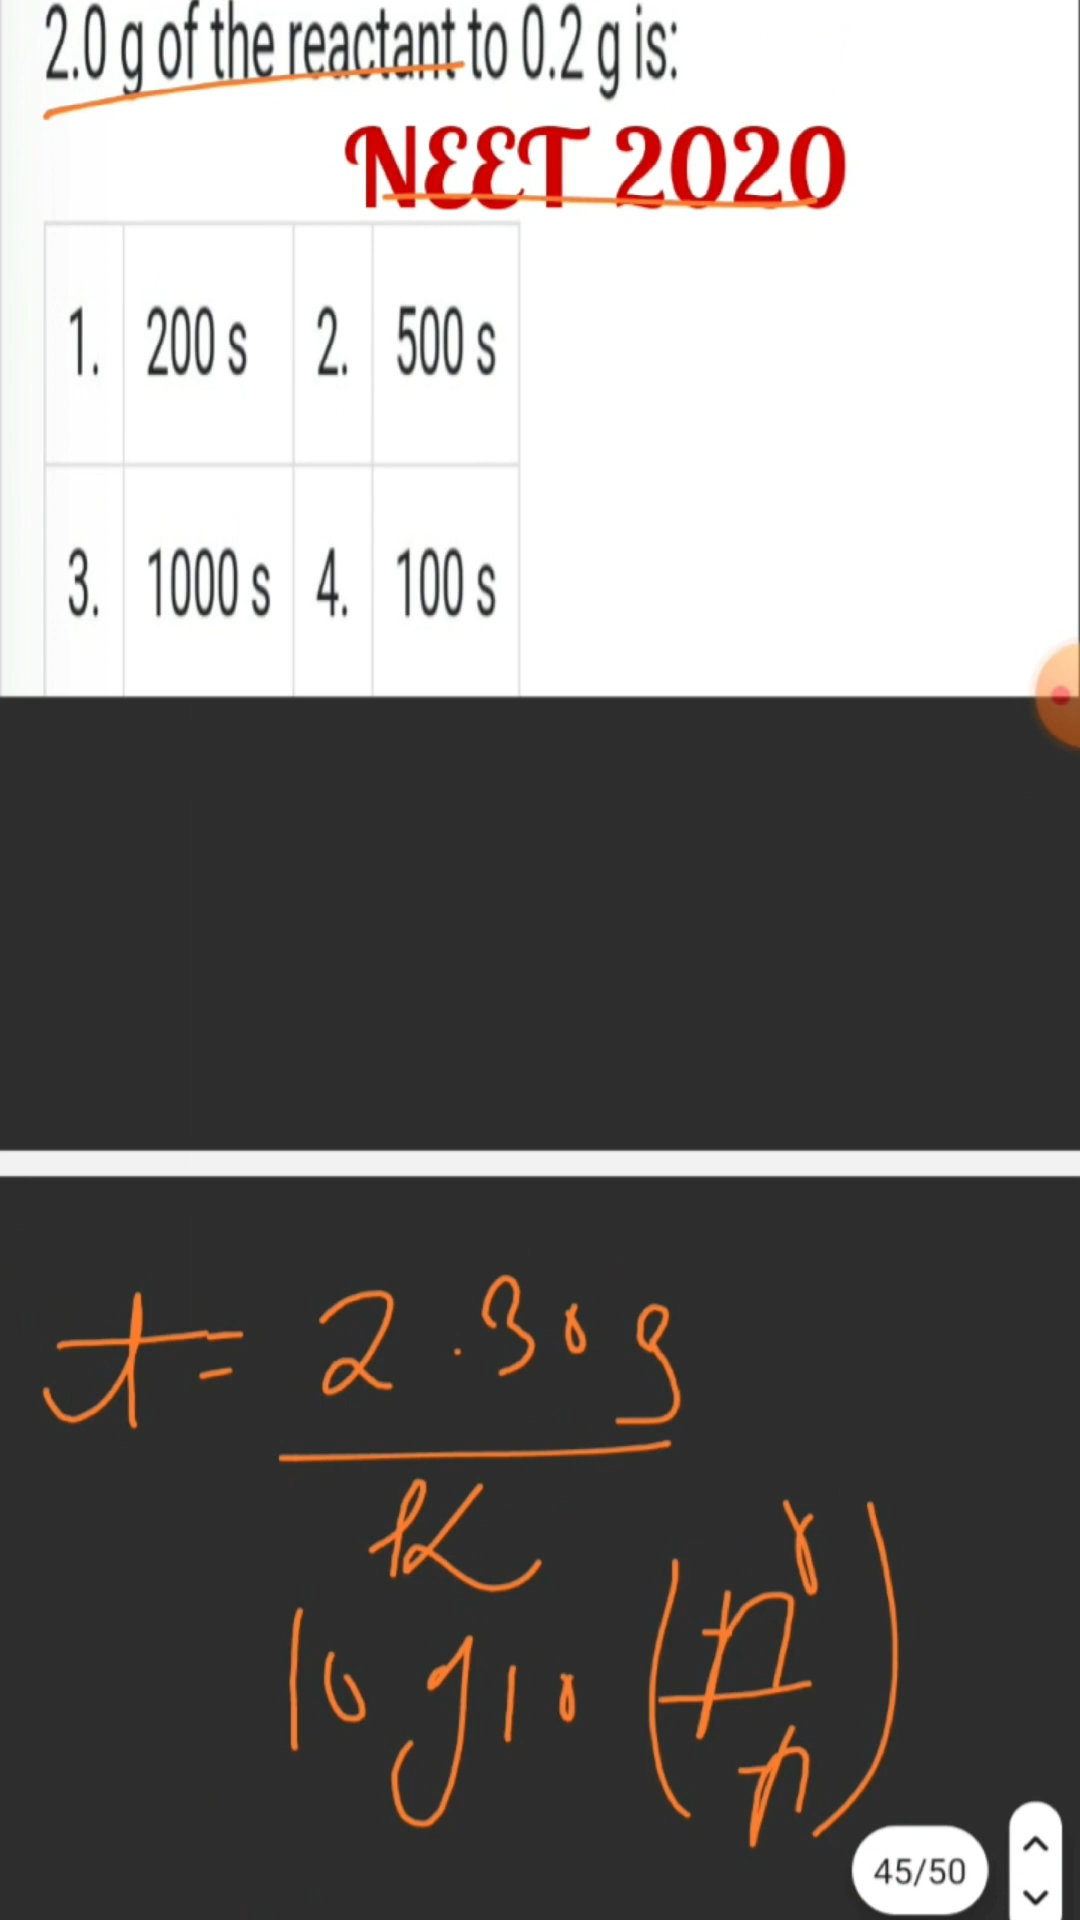 2.0 g of the reactant to 0.2 g is:
NEET 2020
1. 200 s 2. 500 s
3. 1000 s 4. 100 s
t = 2.303
K
log10 (n°
n)
45/50